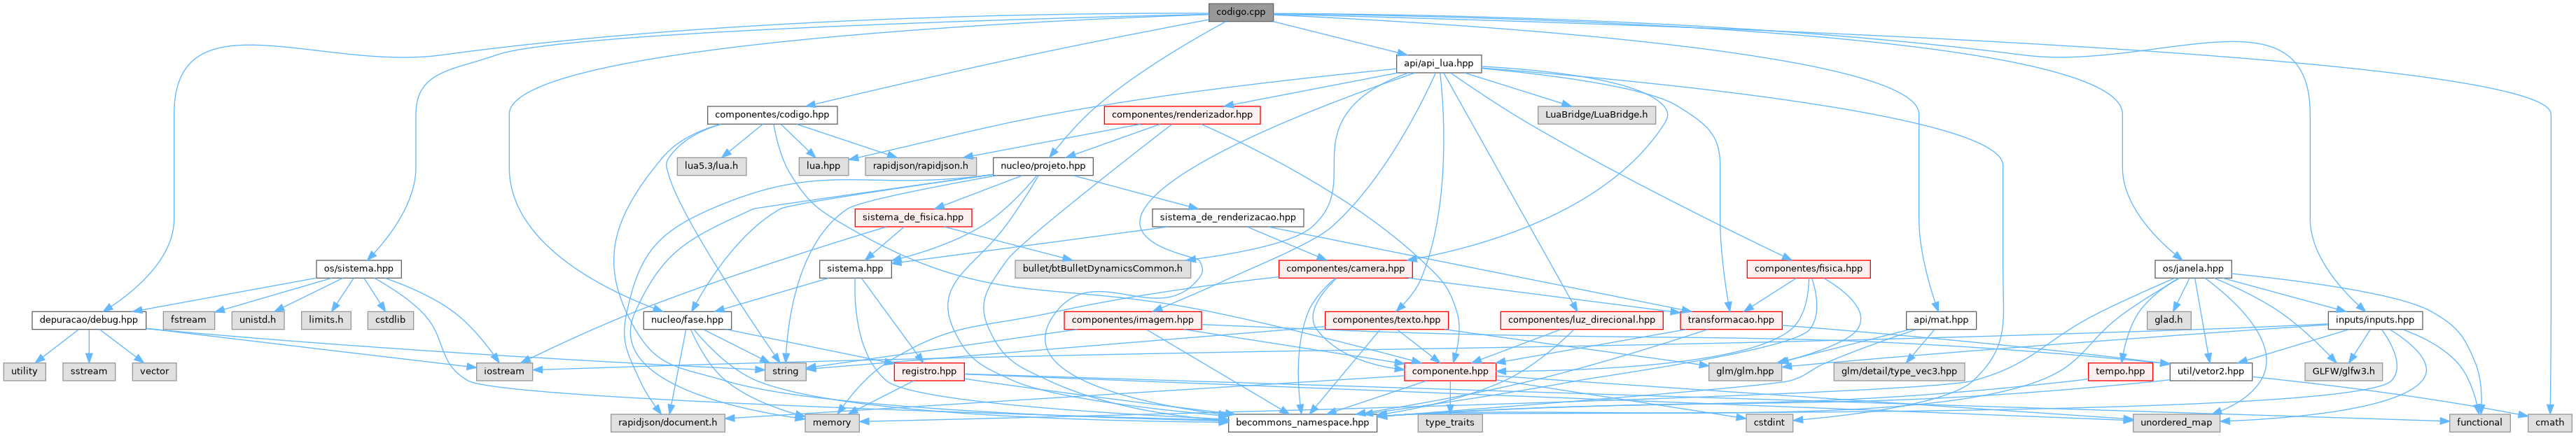 codigo.cpp
api/api_lua.hpp
componentes/codigo.hpp
componentes/renderizador.hpp
LuaBridge/LuaBridge.h
lua5.3/lua.h
lua.hpp
rapidjson/rapidjson.h
nucleo/projeto.hpp
sistema_de_fisica.hpp
sistema_de_renderizacao.hpp
os/sistema.hpp
sistema.hpp
bullet/btBulletDynamicsCommon.h
componentes/camera.hpp
componentes/fisica.hpp
os/janela.hpp
depuracao/debug.hpp
fstream
unistd.h
limits.h
cstdlib
nucleo/fase.hpp
componentes/imagem.hpp
componentes/texto.hpp
componentes/luz_direcional.hpp
transformacao.hpp
api/mat.hpp
glad.h
inputs/inputs.hpp
utility
sstream
vector
iostream
string
registro.hpp
componente.hpp
glm/glm.hpp
glm/detail/type_vec3.hpp
tempo.hpp
util/vetor2.hpp
GLFW/glfw3.h
rapidjson/document.h
memory
becommons_namespace.hpp
type_traits
cstdint
unordered_map
functional
cmath